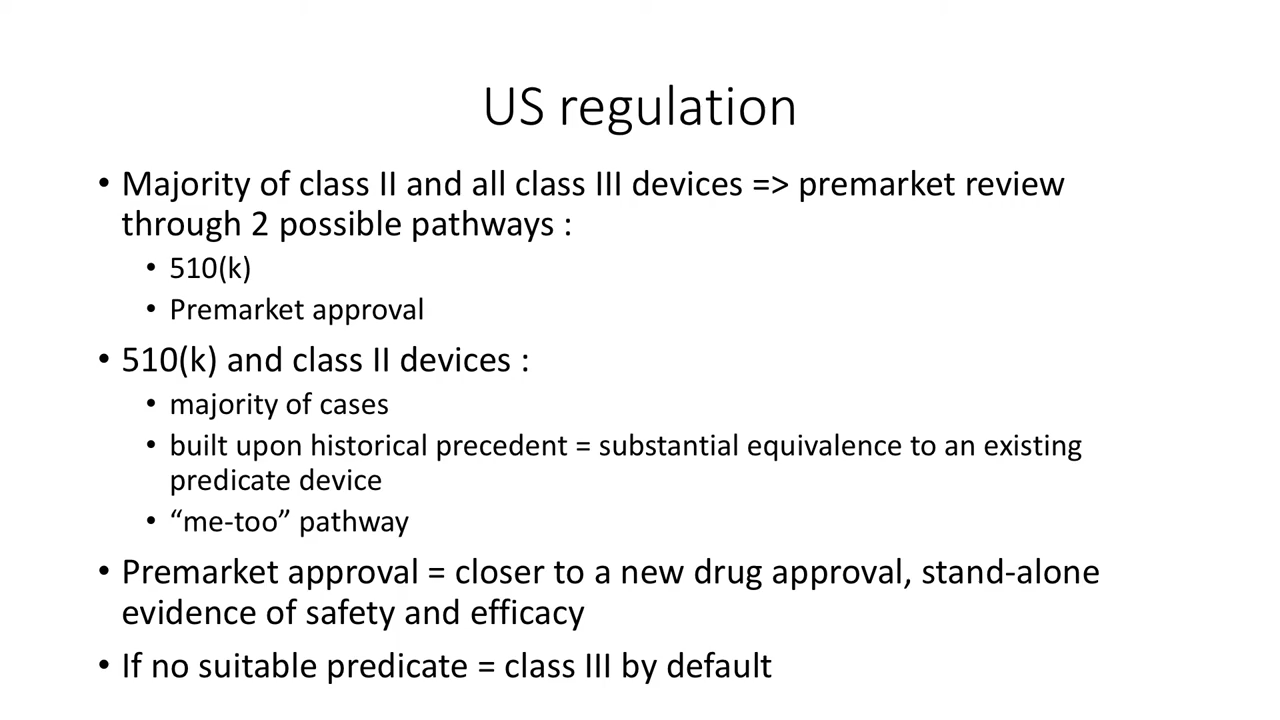 US regulation
• Majority of class II and all class III devices => premarket review
through 2 possible pathways :
• 510(k)
• Premarket approval
• 510(k) and class II devices :
• majority of cases
• built upon historical precedent = substantial equivalence to an existing
predicate device
• “me-too” pathway
• Premarket approval = closer to a new drug approval, stand-alone
evidence of safety and efficacy
• If no suitable predicate = class III by default